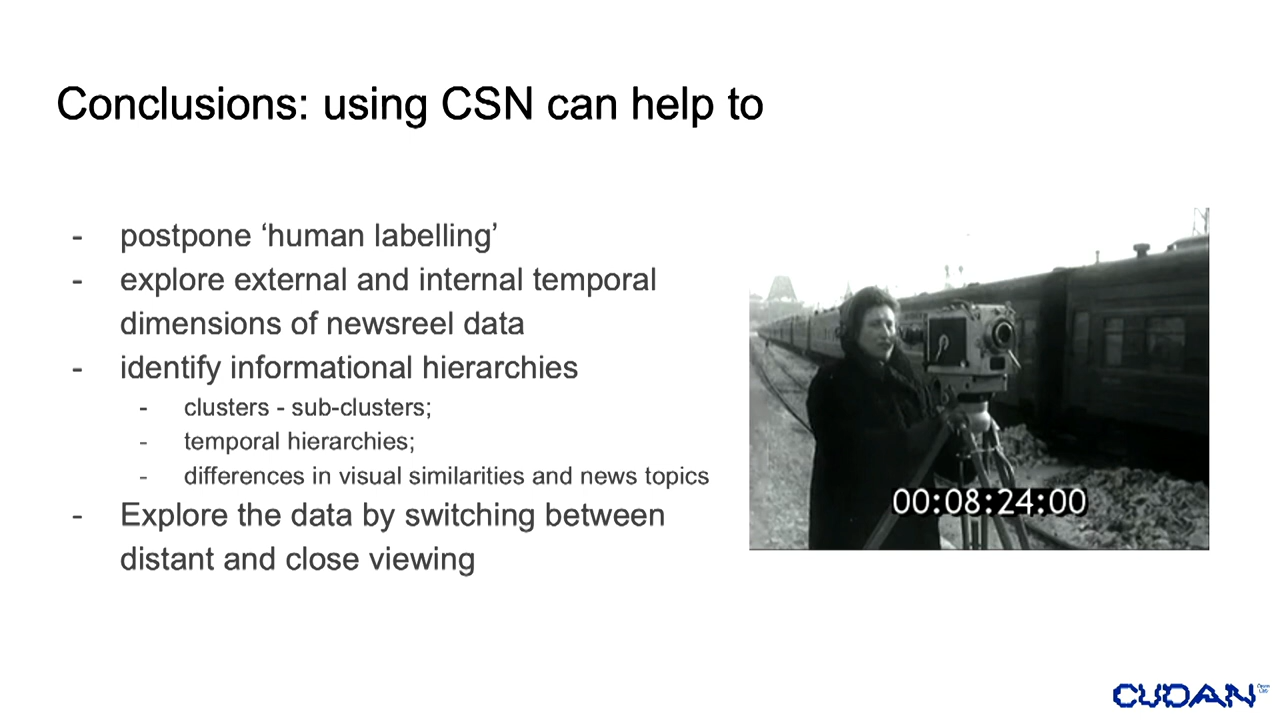 Conclusions: using CSN can help to
- postpone ‘human labelling’
- explore external and internal temporal
dimensions of newsreel data
- identify informational hierarchies
- clusters - sub-clusters;
- temporal hierarchies;
- differences in visual similarities and news topics
- Explore the data by switching between
distant and close viewing
00:08:24:00
CUDAN
Open
Lab